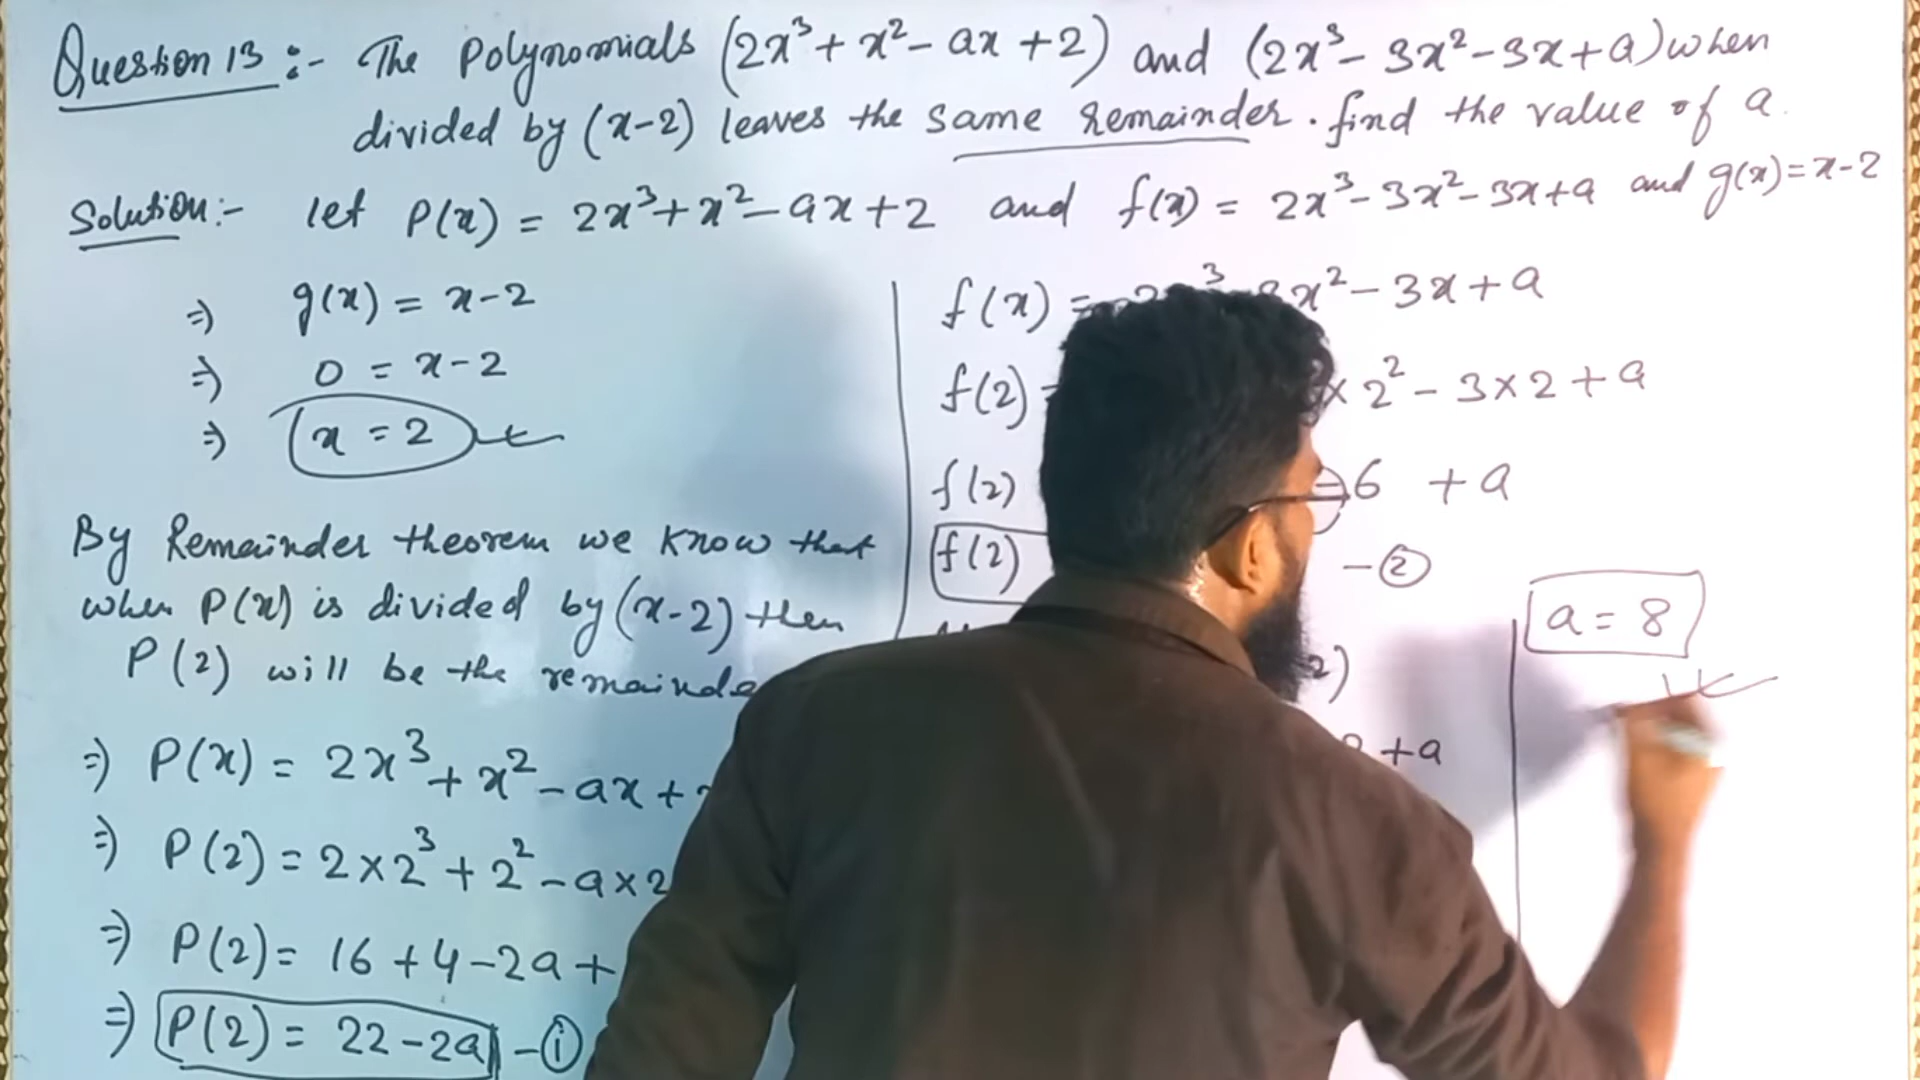 Question 13 :- The Polynomials (2x³ + x² - ax + 2) and (2x³ - 3x² - 3x + a) when
divided by (x-2) leaves the same remainder. find the value of a.
Solution:- let P(x) = 2x³ + x² - ax + 2 and f(x) = 2x³ - 3x² - 3x + a and g(x) = x-2
⇒ g(x) = x-2
⇒ 0 = x-2
⇒ x = 2
By Remainder theorem we know that
when P(x) is divided by (x-2) then
P(2) will be the remainde
⇒ P(x) = 2x³ + x² - ax +
⇒ P(2) = 2×2³ + 2² - a×2
⇒ P(2) = 16 + 4 - 2a +
⇒ P(2) = 22 - 2a - ①
f(x) = x² - 3x + a
f(2) × 2² - 3×2 + a
f(2) -6 + a
f(2) - ②
2)
+a
a = 8